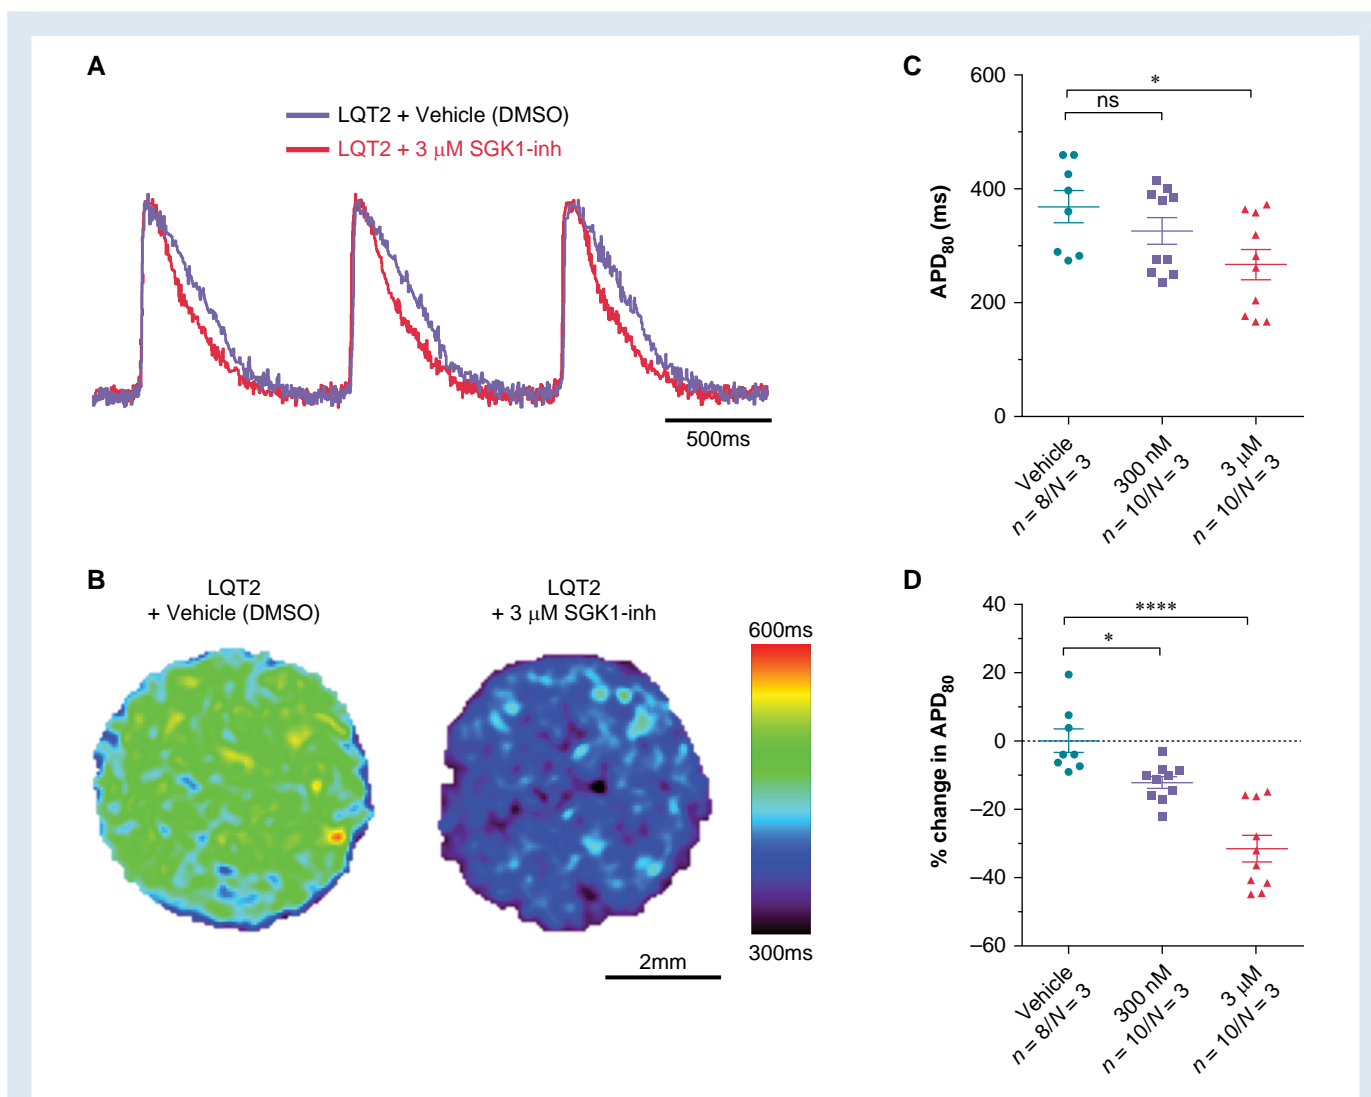 A
LQT2 + Vehicle (DMSO)
LQT2 + 3 μM SGK1-inh
500ms
B
LQT2
+ Vehicle (DMSO)
LQT2
+ 3 μM SGK1-inh
600ms
300ms
2mm
C
600
400
200
0
APD80 (ms)
*
ns
Vehicle
n = 8/N = 3
300 nM
n = 10/N = 3
3 μM
n = 10/N = 3
D
40
20
0
–20
–40
–60
% change in APD80
****
*
Vehicle
n = 8/N = 3
300 nM
n = 10/N = 3
3 μM
n = 10/N = 3